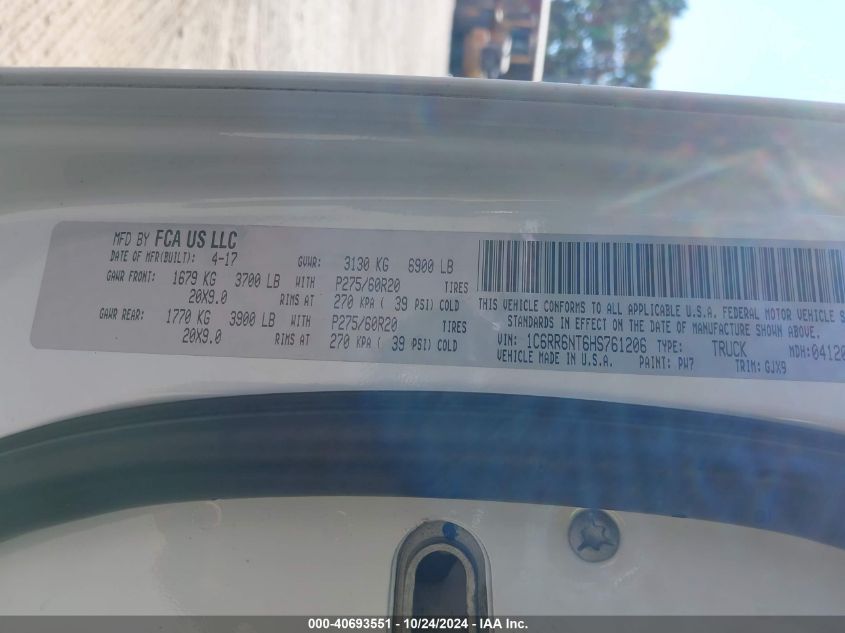 MFD BY FCA US LLC
DATE OF MFR(BUILT): 4-17 GVWR: 3130 KG 6900 LB
GAWR FRONT: 1679 KG 3700 LB WITH P275/60R20 TIRES
20X9.0 RIMS AT 270 KPA ( 39 PSI) COLD
GAWR REAR: 1770 KG 3900 LB WITH P275/60R20 TIRES
20X9.0 RIMS AT 270 KPA ( 39 PSI) COLD
THIS VEHICLE CONFORMS TO ALL APPLICABLE U.S.A. FEDERAL MOTOR VEHICLE S
STANDARDS IN EFFECT ON THE DATE OF MANUFACTURE SHOWN ABOVE.
VIN: 1C6RR6NT6HS761206 TYPE: TRUCK MDH:04120
VEHICLE MADE IN U.S.A. PAINT: PW7 TRIM: GJX9
000-40693551 - 10/24/2024 - IAA Inc.